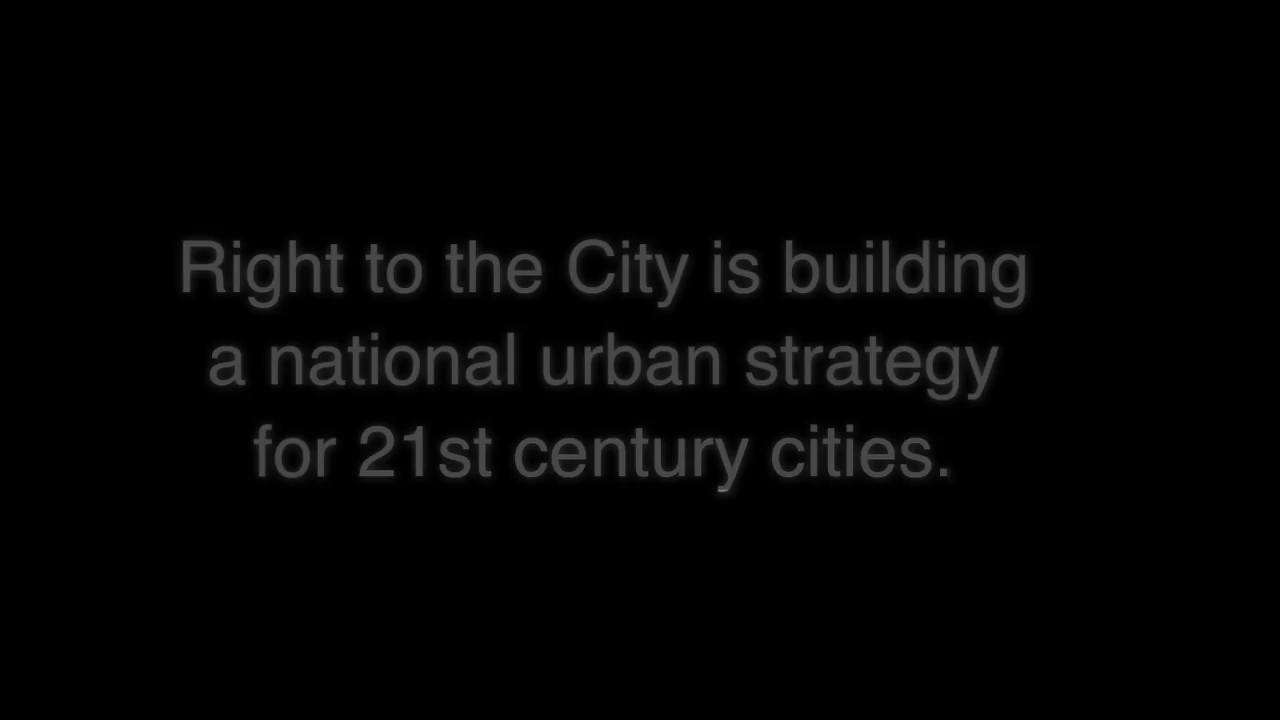 Right to the City is building
a national urban strategy
for 21st century cities.